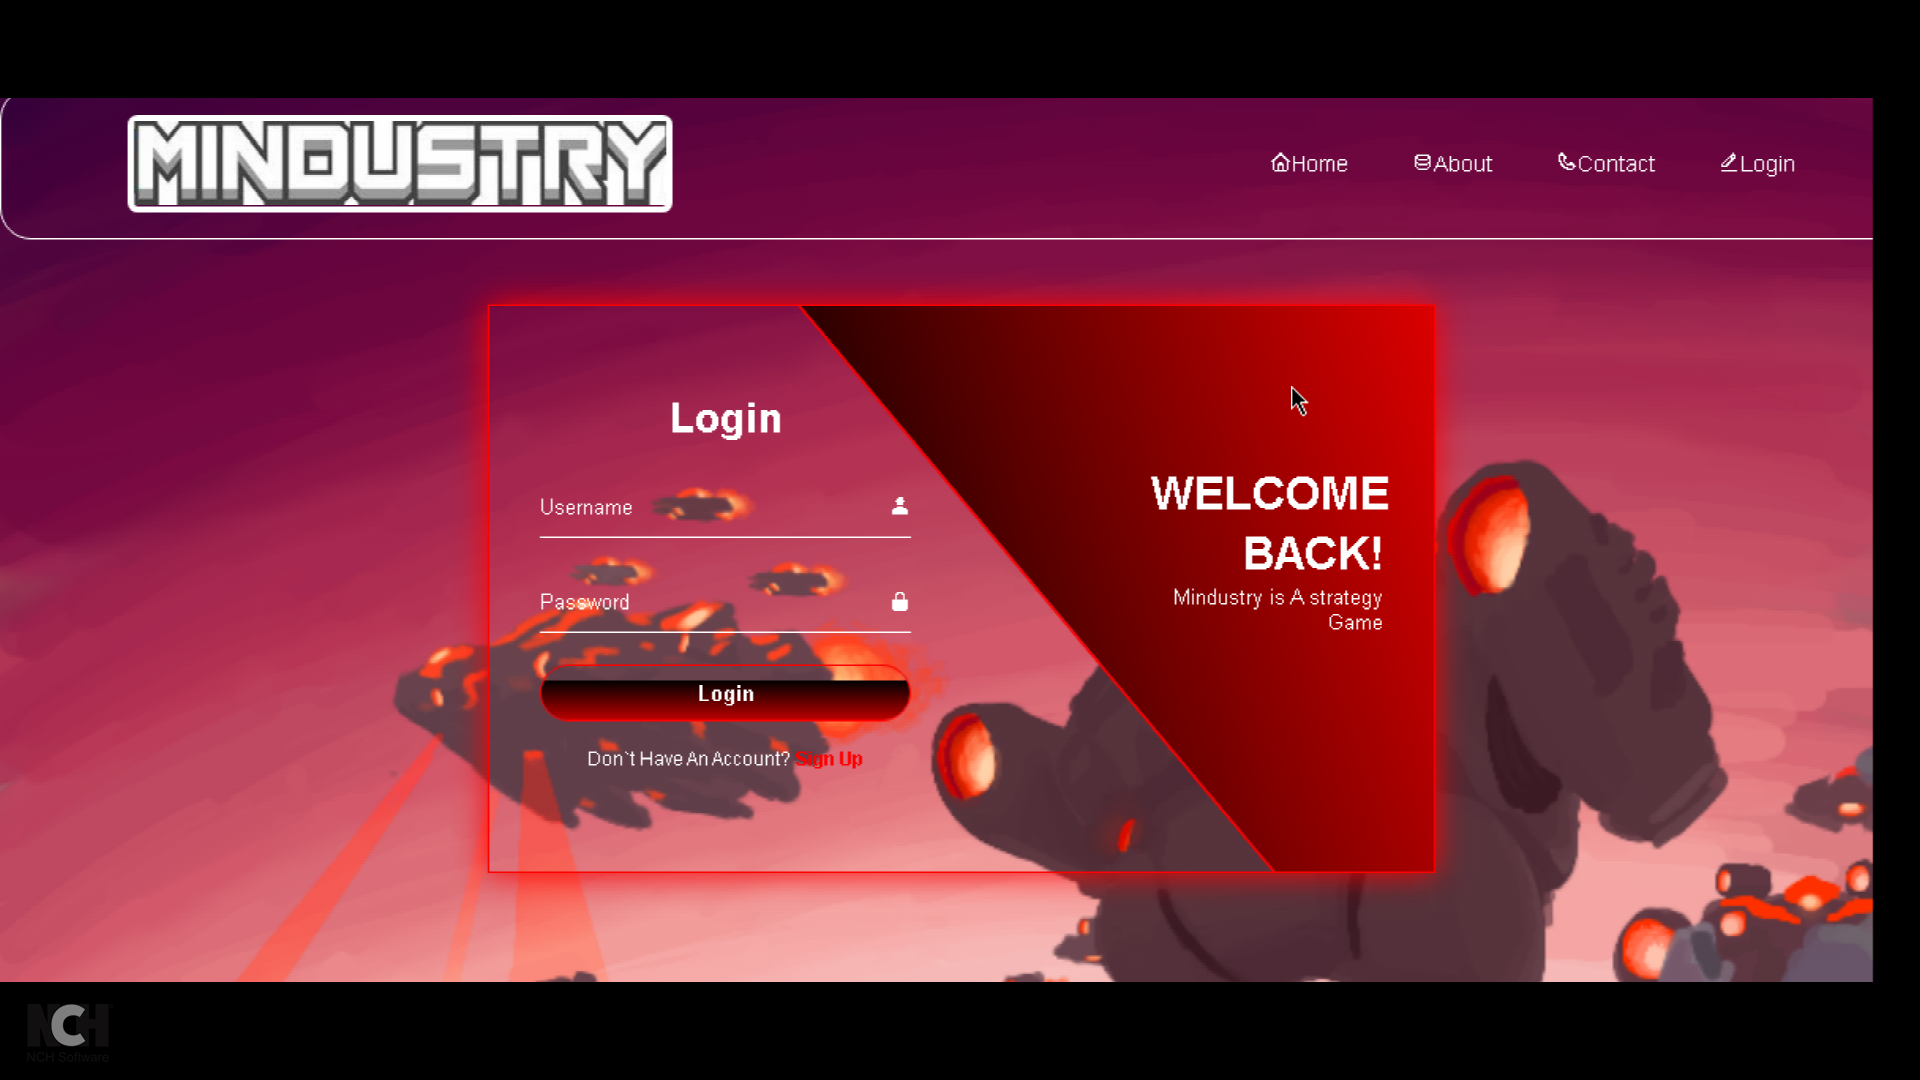 MINDUSTRY
Home About Contact Login
Login
Username
Password
Login
Don`t Have An Account? Sign Up
WELCOME
BACK!
Mindustry is A strategy
Game
NCH
NCH Software